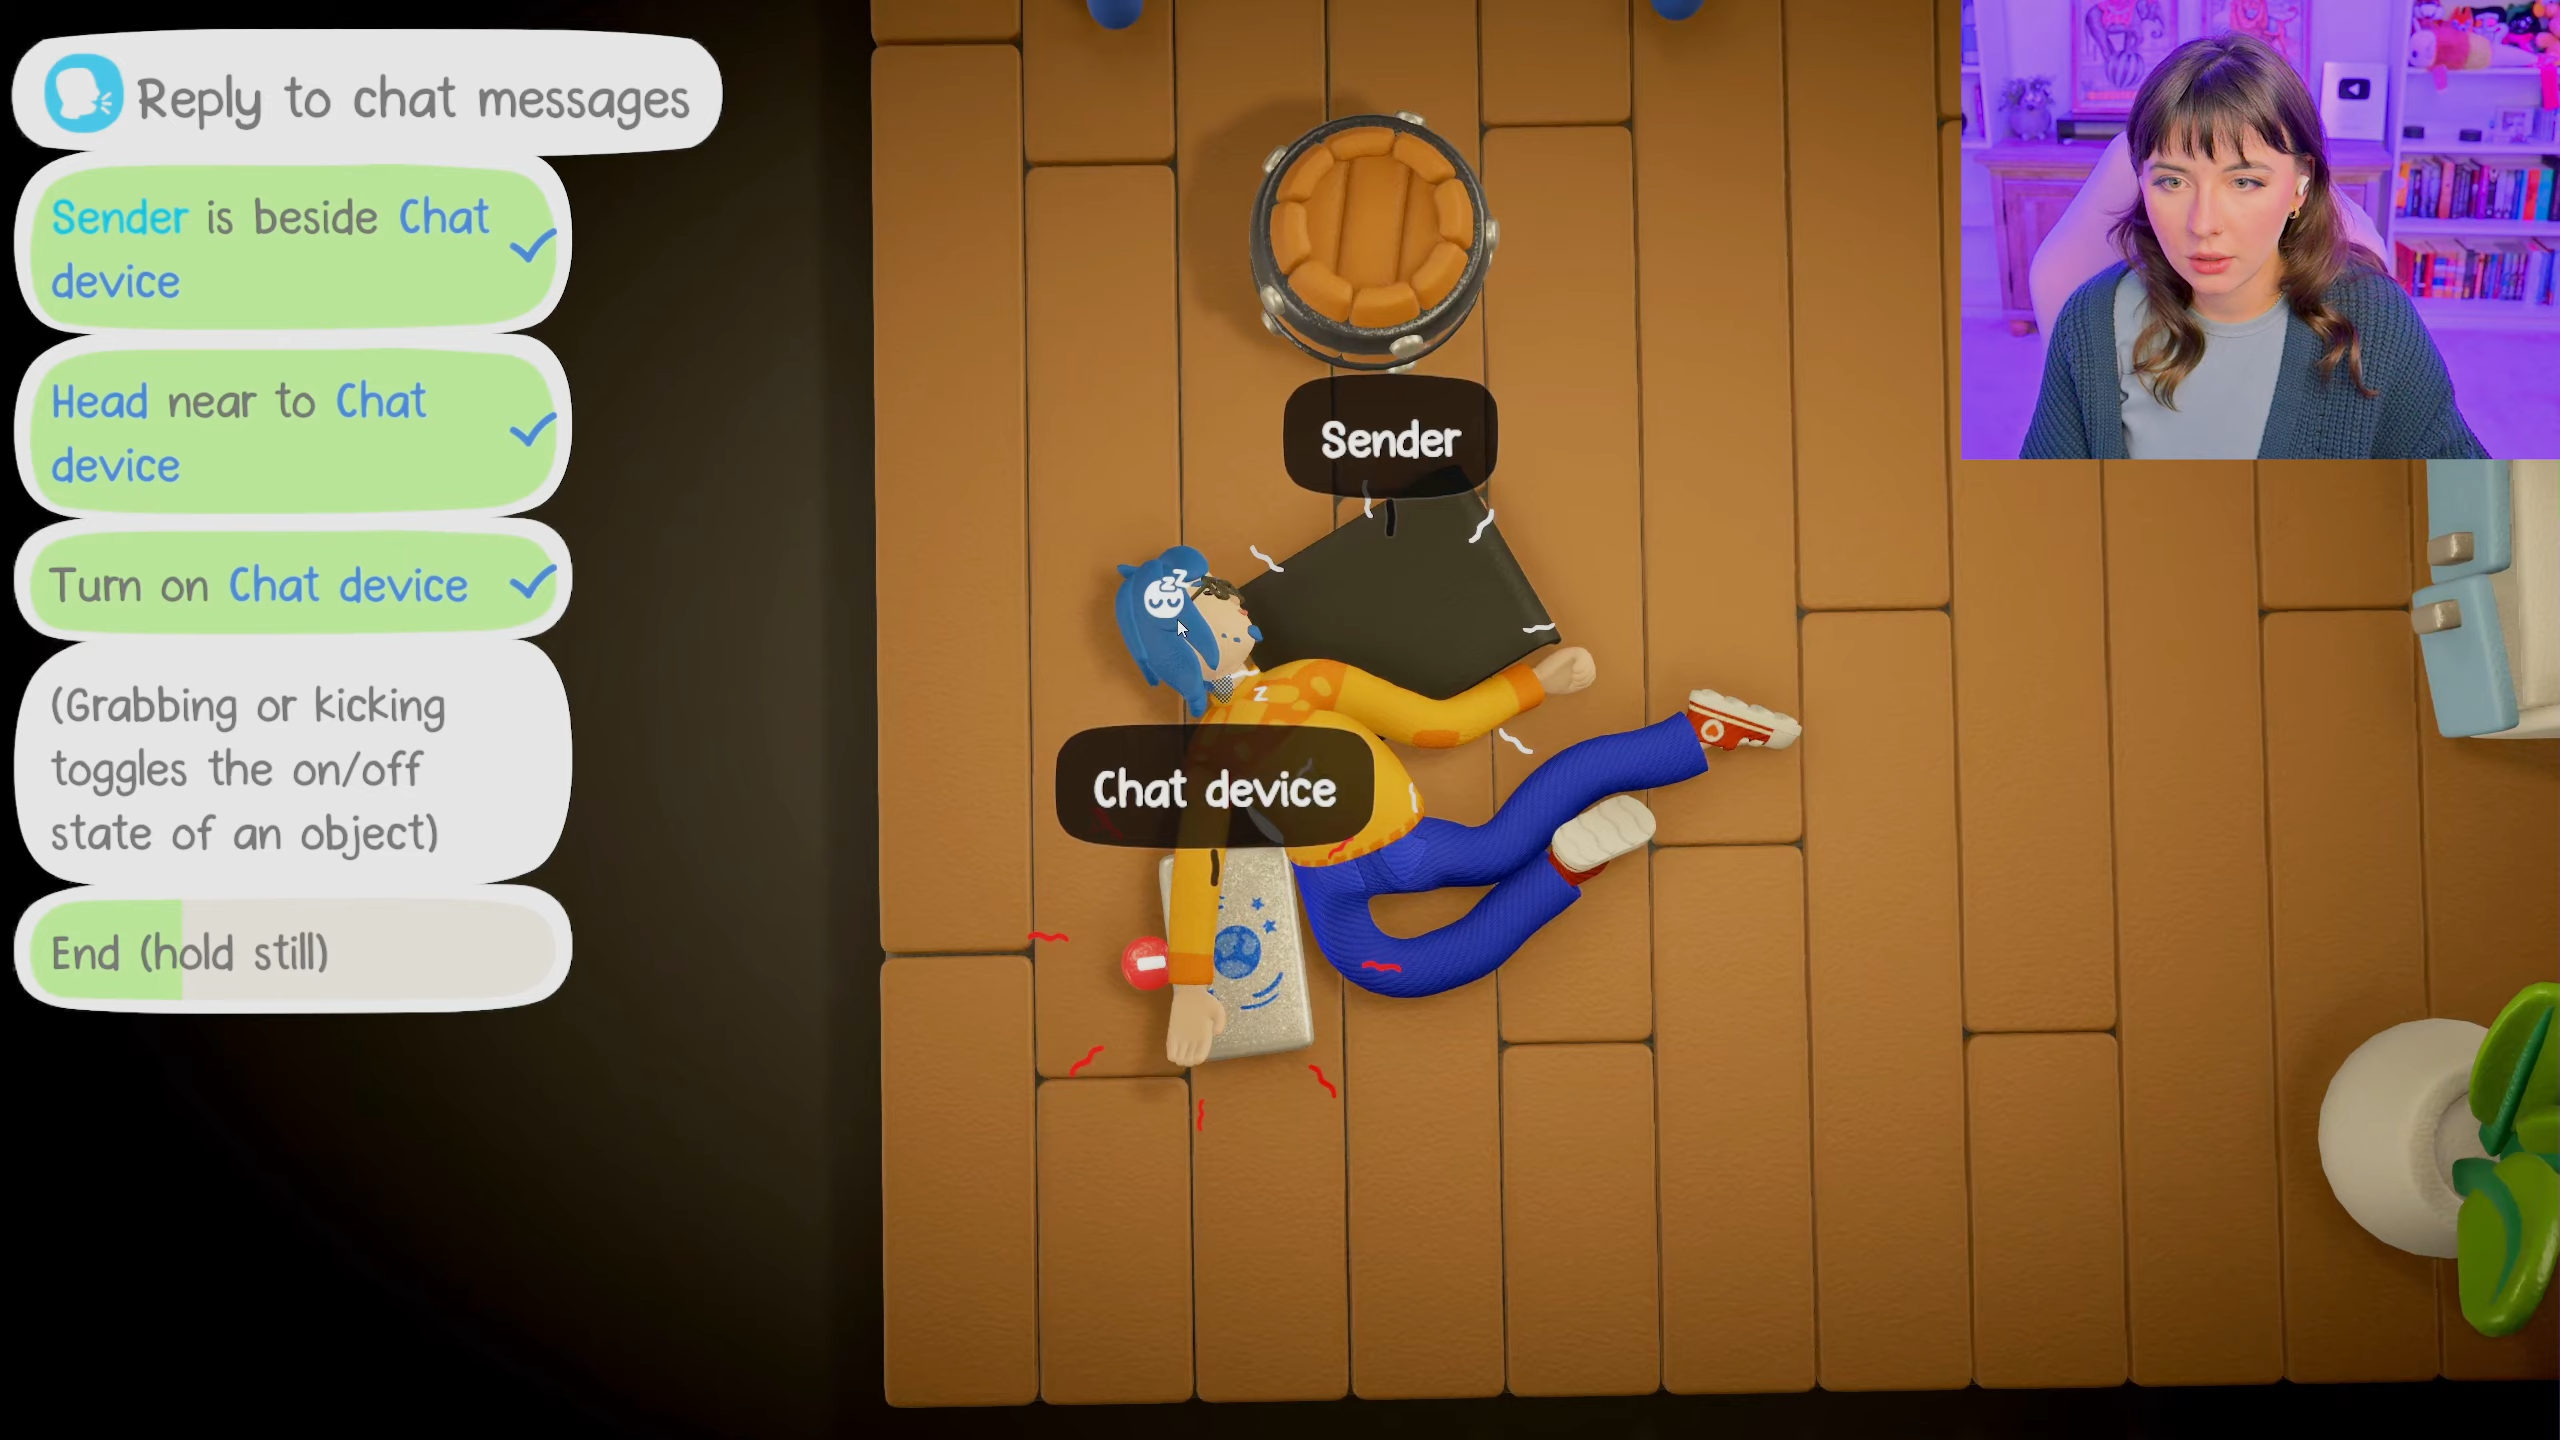 Reply to chat messages
Sender is beside Chat
device
Head near to Chat
device
Turn on Chat device
(Grabbing or kicking
toggles the on/off
state of an object)
End (hold still)
Sender
zz
z
Chat device